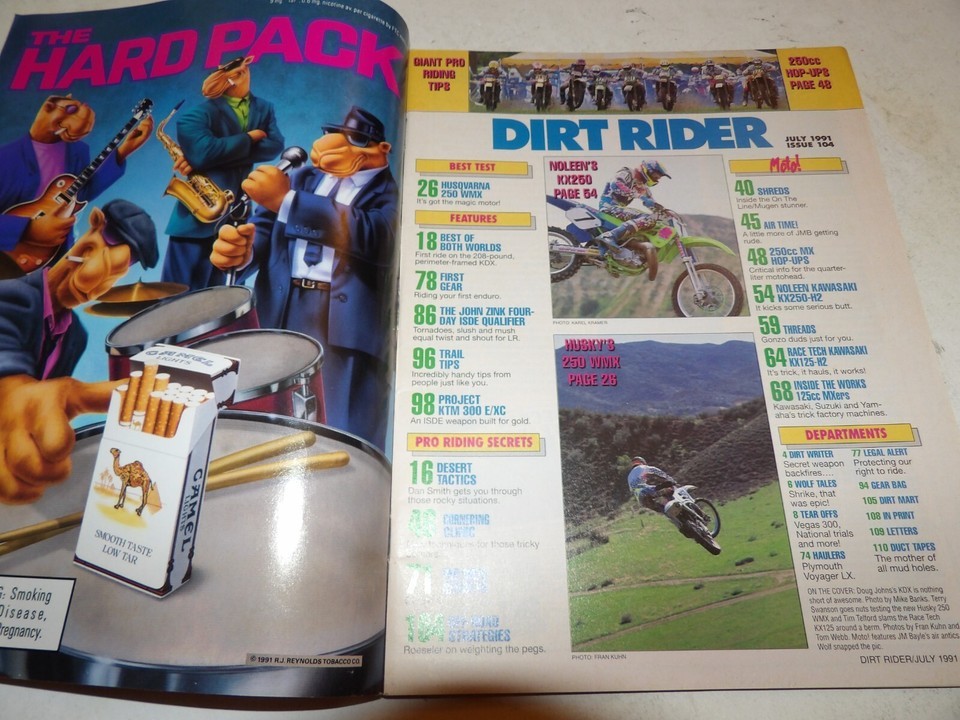 THE
HARD PACK
CAMEL
LIGHTS
SMOOTH TASTE
LOW TAR
CAMEL
Smoking
Disease,
regnancy.
© 1991 R.J. REYNOLDS TOBACCO CO.
GIANT PRO
RIDING
TIPS
250cc
HOP-UPS
PAGE 48
DIRT RIDER
JULY 1991
ISSUE 104
BEST TEST
26 HUSQVARNA
250 WMX
It's got the magic motor!
FEATURES
18 BEST OF
BOTH WORLDS
First ride on the 208-pound,
perimeter-framed KDX.
78 FIRST
GEAR
Riding your first enduro.
86 THE JOHN ZINK FOUR-
DAY ISDE QUALIFIER
Tornadoes, slush and mush
equal twist and shout for LR.
96 TRAIL
TIPS
Incredibly handy tips from
people just like you.
98 PROJECT
KTM 300 E/XC
An ISDE weapon built for gold.
PRO RIDING SECRETS
16 DESERT
TACTICS
Dan Smith gets you through
those rocky situations.
CORNERING
for those tricky
71
STRATEGIES
Roeseler on weighting the pegs.
NOLEEN'S
KX250
PAGE 54
PHOTO: KAREL KRAMER
HUSKY'S
250 WMX
PAGE 26
PHOTO: FRAN KUHN
Moto!
40 SHREDS
Inside the On The
Line/Mugen stunner.
45 AIR TIME!
A little more of JMB getting
rude.
48 250cc MX
HOP-UPS
Critical info for the quarter-
liter motohead.
54 NOLEEN KAWASAKI
KX250-H2
It kicks some serious butt.
59 THREADS
Gonzo duds just for you.
64 RACE TECH KAWASAKI
KX125-H2
It's trick, it hauls, it works!
68 INSIDE THE WORKS
125cc MXers
Kawasaki, Suzuki and Yam-
aha's trick factory machines.
DEPARTMENTS
4 DIRT WRITER
Secret weapon
backfires....
6 WOLF TALES
Shrike, that
was epic!
8 TEAR OFFS
Vegas 300,
National trials
and more!
74 HAULERS
Plymouth
Voyager LX.
77 LEGAL ALERT
Protecting our
right to ride.
94 GEAR BAG
105 DIRT MART
108 IN PRINT
109 LETTERS
110 DUCT TAPES
The mother of
all mud holes.
ON THE COVER: Doug Johns's KDX is nothing
short of awesome. Photo by Mike Banks. Terry
Swanson goes nuts testing the new Husky 250
WMX and Tim Telford slams the Race Tech
KX125 around a berm. Photos by Fran Kuhn and
Tom Webb. Moto! features JM Bayle's air antics.
Wolf snapped the pic.
DIRT RIDER/JULY 1991